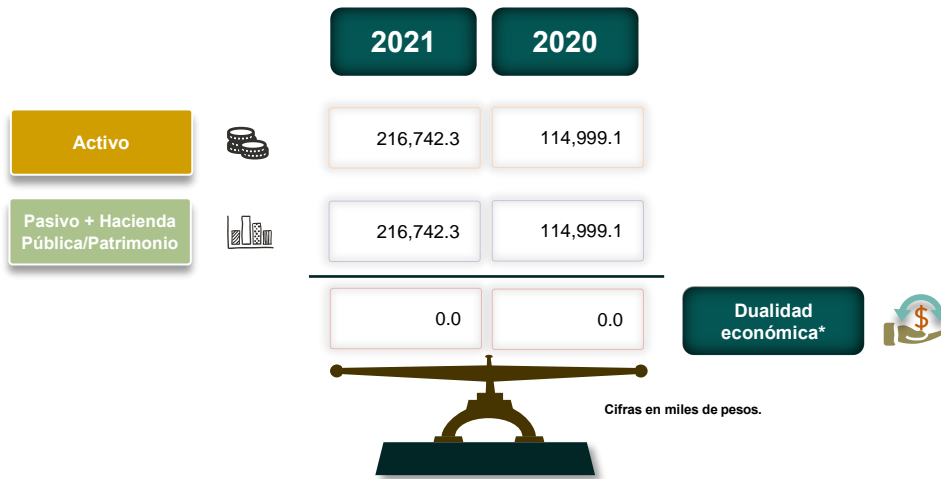 2021 2020
Activo 216,742.3 114,999.1
Pasivo + Hacienda
Pública/Patrimonio 216,742.3 114,999.1
0.0 0.0
Dualidad
económica*
$
Cifras en miles de pesos.